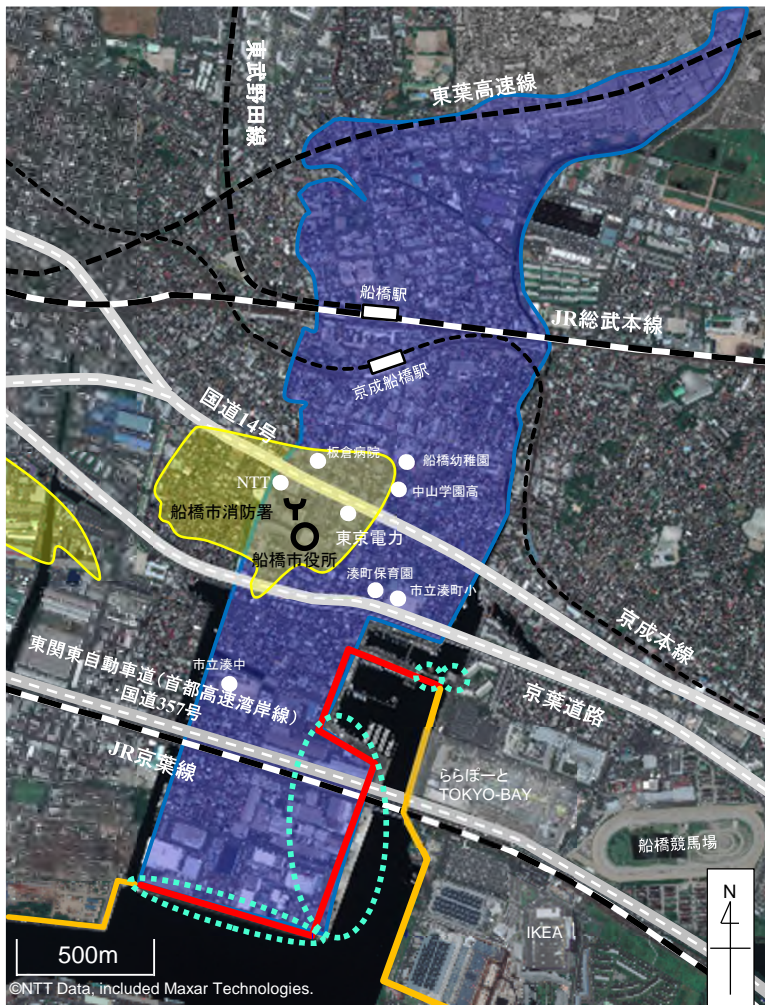 東武野田線
東葉高速線
船橋駅
JR総武本線
京成船橋駅
国道14号
板倉病院
船橋幼稚園
NTT
中山学園高
船橋市消防署
東京電力
船橋市役所
湊町保育園
市立湊町小
京成本線
市立湊中
東関東自動車道(首都高速湾岸線)
国道357号
京葉道路
JR京葉線
ららぽーと
TOKYO-BAY
船橋競馬場
N
IKEA
500m
©NTT Data, included Maxar Technologies.